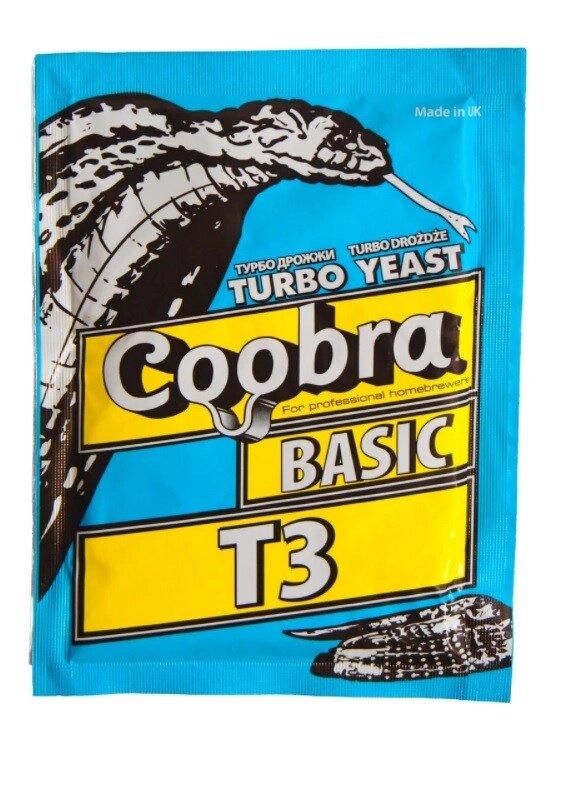 Made in UK
ТУРБО ДРОЖЖИ TURBO DROŻDŻE
TURBO YEAST
Coobra
For professional homebrewers
BASIC
T3